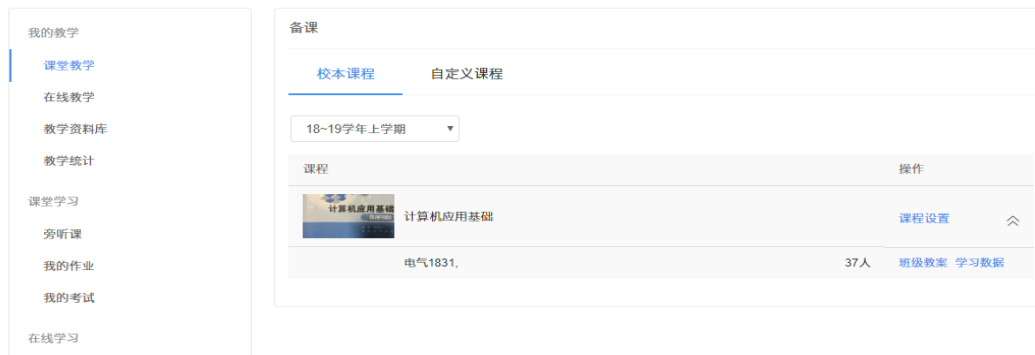 我的教学
课堂教学
在线教学
教学资料库
教学统计
课堂学习
旁听课
我的作业
我的考试
在线学习
备课
校本课程 自定义课程
18~19学年上学期
课程 操作
计算机应用基础
计算机应用基础 课程设置
电气1831, 37人 班级教案 学习数据